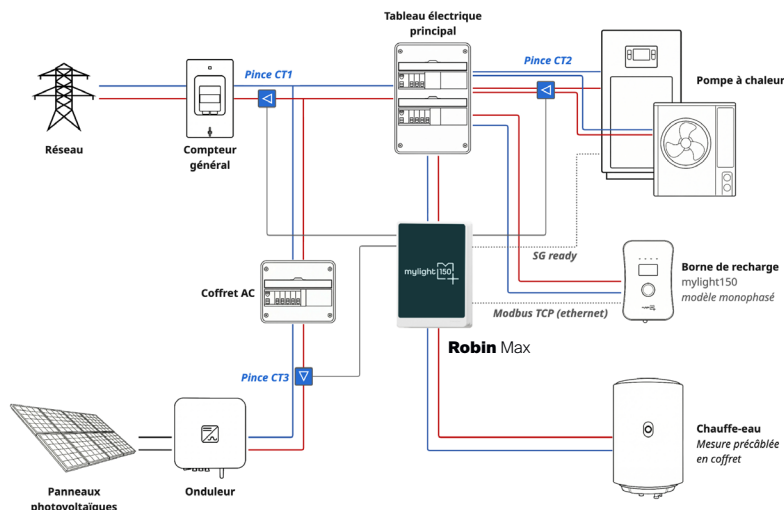 Tableau électrique
principal
Pince CT1
Pince CT2
Pompe à chaleur
Réseau
Compteur
général
SG ready
mylight 150
Borne de recharge
mylight150
modèle monophasé
Coffret AC
Modbus TCP (ethernet)
Robin Max
Pince CT3
Chauffe-eau
Mesure précâblée
en coffret
Panneaux
photovoltaïques
Onduleur